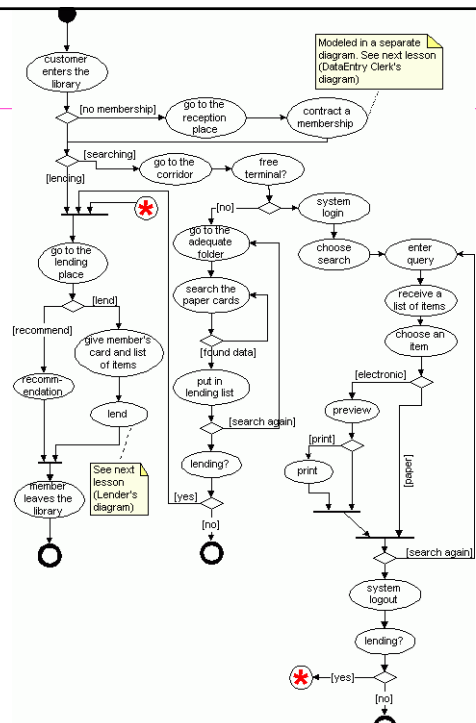 customer
enters the
library
Modeled in a separate
diagram. See next lesson
(DataEntry Clerk's
diagram)
[no membership]
go to the
reception
place
contract a
membership
[searching]
[lending]
go to the
corridor
free
terminal?
*
[no]
system
login
go to the
lending
place
go to the
adequate
folder
choose
search
enter
query
search the
paper cards
receive a
list of items
[lend]
[recommend]
give member's
card and list
of items
[found data]
choose an
item
recomm-
endation
put in
lending list
[electronic]
preview
lend
[search again]
[print]
print
[paper]
See next
lesson
(Lender's
diagram)
lending?
member
leaves the
library
[yes]
[no]
[search again]
system
logout
lending?
*
[yes]
[no]